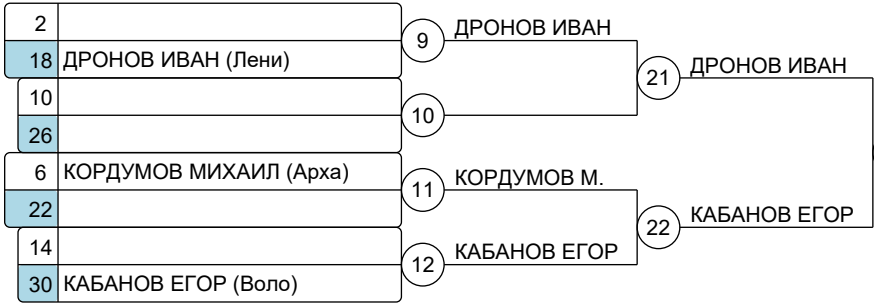 2
9 ДРОНОВ ИВАН
18 ДРОНОВ ИВАН (Лени)
21 ДРОНОВ ИВАН
10
10
26
6 КОРДУМОВ МИХАИЛ (Арха)
11 КОРДУМОВ М.
22
22 КАБАНОВ ЕГОР
14
12 КАБАНОВ ЕГОР
30 КАБАНОВ ЕГОР (Воло)